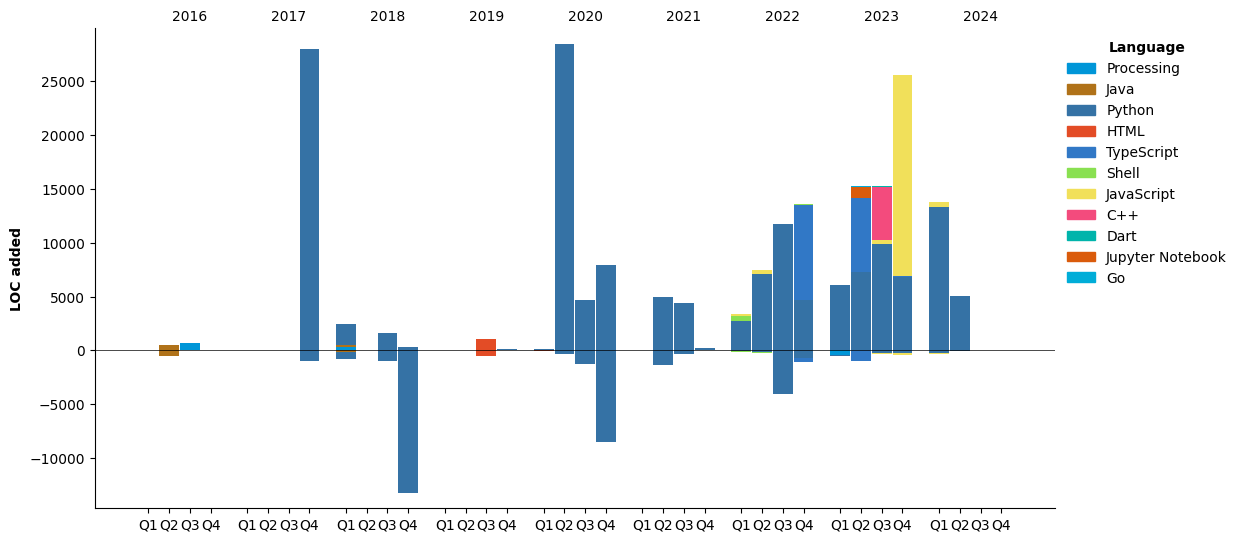 2016 2017 2018 2019 2020 2021 2022 2023 2024
Language
Processing
Java
Python
HTML
TypeScript
Shell
JavaScript
C++
Dart
Jupyter Notebook
Go
LOC added
25000
20000
15000
10000
5000
0
−5000
−10000
Q1 Q2 Q3 Q4 Q1 Q2 Q3 Q4 Q1 Q2 Q3 Q4 Q1 Q2 Q3 Q4 Q1 Q2 Q3 Q4 Q1 Q2 Q3 Q4 Q1 Q2 Q3 Q4 Q1 Q2 Q3 Q4 Q1 Q2 Q3 Q4